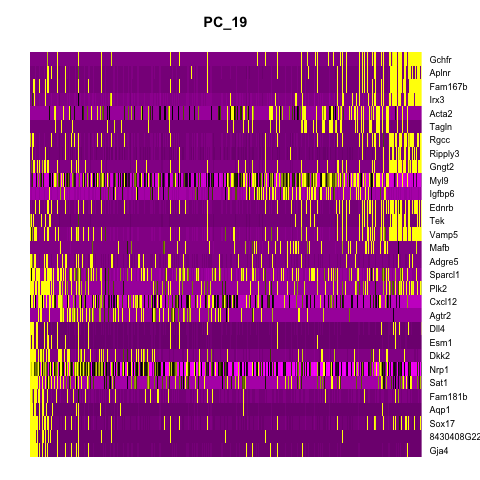 PC_19
Gchfr
Aplnr
Fam167b
Irx3
Acta2
Tagln
Rgcc
Ripply3
Gngt2
Myl9
Igfbp6
Ednrb
Tek
Vamp5
Mafb
Adgre5
Sparcl1
Plk2
Cxcl12
Agtr2
Dll4
Esm1
Dkk2
Nrp1
Sat1
Fam181b
Aqp1
Sox17
8430408G22
Gja4